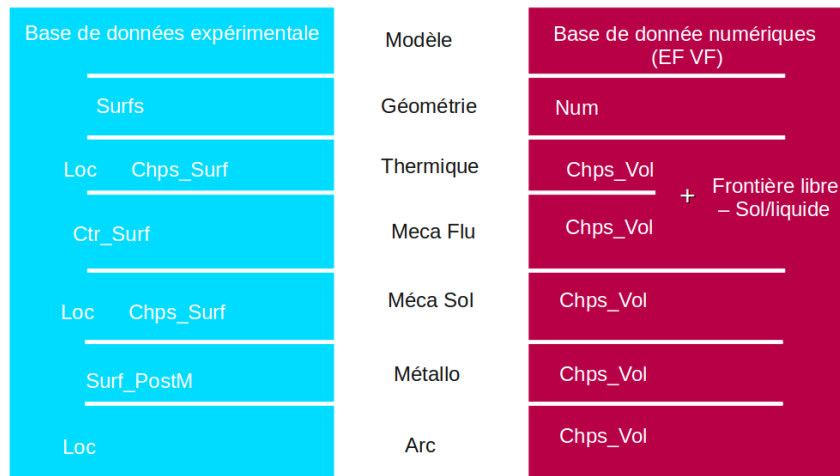 Base de données expérimentale
Modèle
Base de donnée numériques
(EF VF)
Surfs
Géométrie
Num
Loc Chps_Surf
Thermique
Chps_Vol
+ Frontière libre
– Sol/liquide
Ctr_Surf
Meca Flu
Chps_Vol
Loc Chps_Surf
Méca Sol
Chps_Vol
Surf_PostM
Métallo
Chps_Vol
Loc
Arc
Chps_Vol